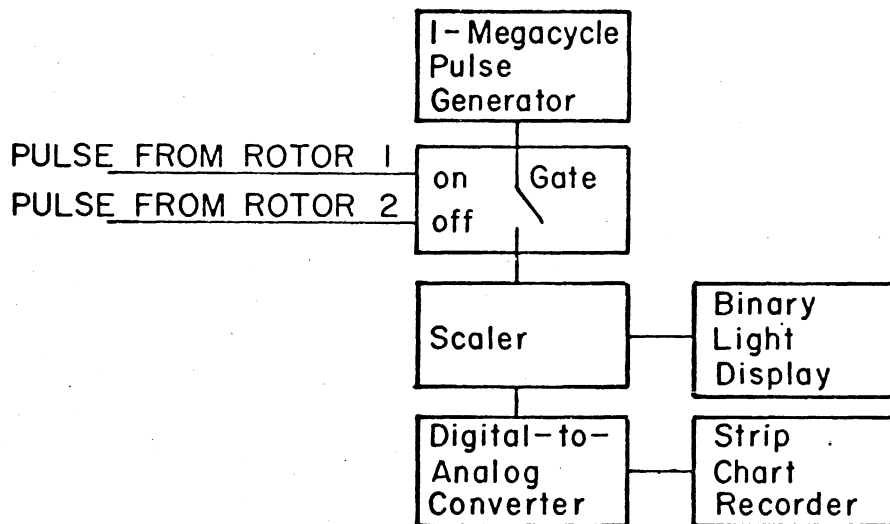 1-Megacycle
Pulse
Generator
PULSE FROM ROTOR 1
PULSE FROM ROTOR 2
on
Gate
off
Scaler
Binary
Light
Display
Digital-to-
Analog
Converter
Strip
Chart
Recorder